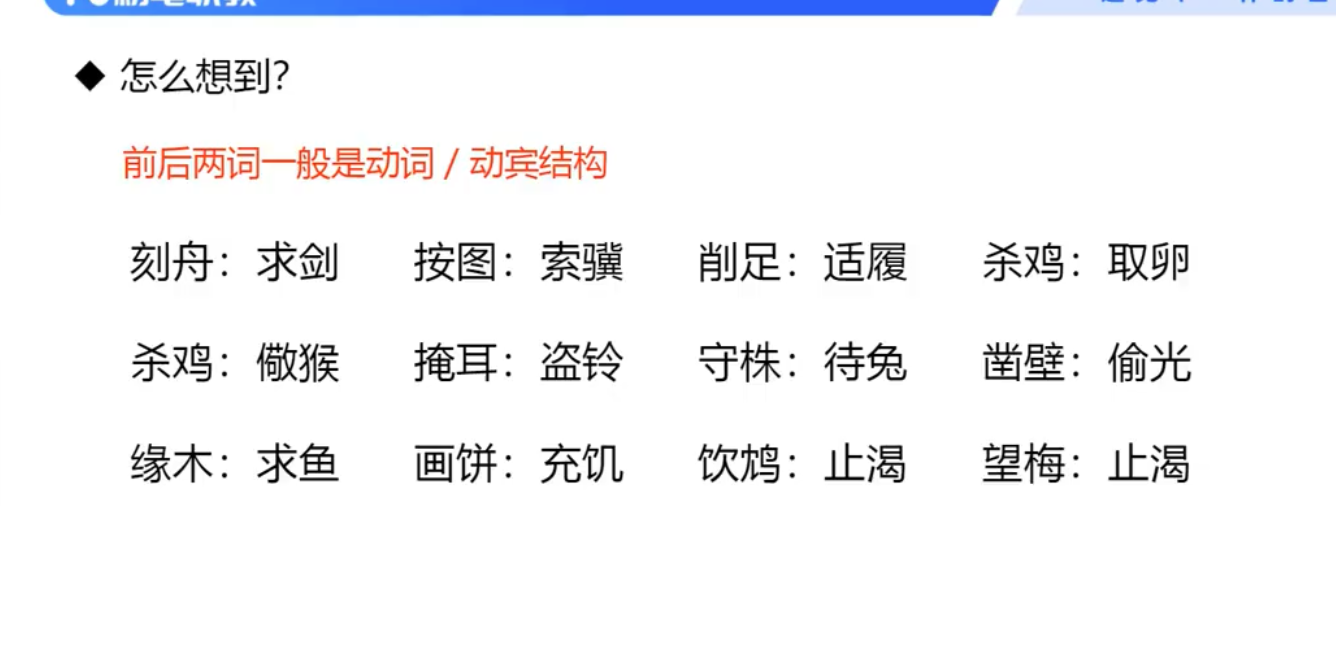 怎么想到?
前后两词一般是动词 / 动宾结构
刻舟：求剑 按图：索骥 削足：适履 杀鸡：取卵
杀鸡：儆猴 掩耳：盗铃 守株：待兔 凿壁：偷光
缘木：求鱼 画饼：充饥 饮鸩：止渴 望梅：止渴